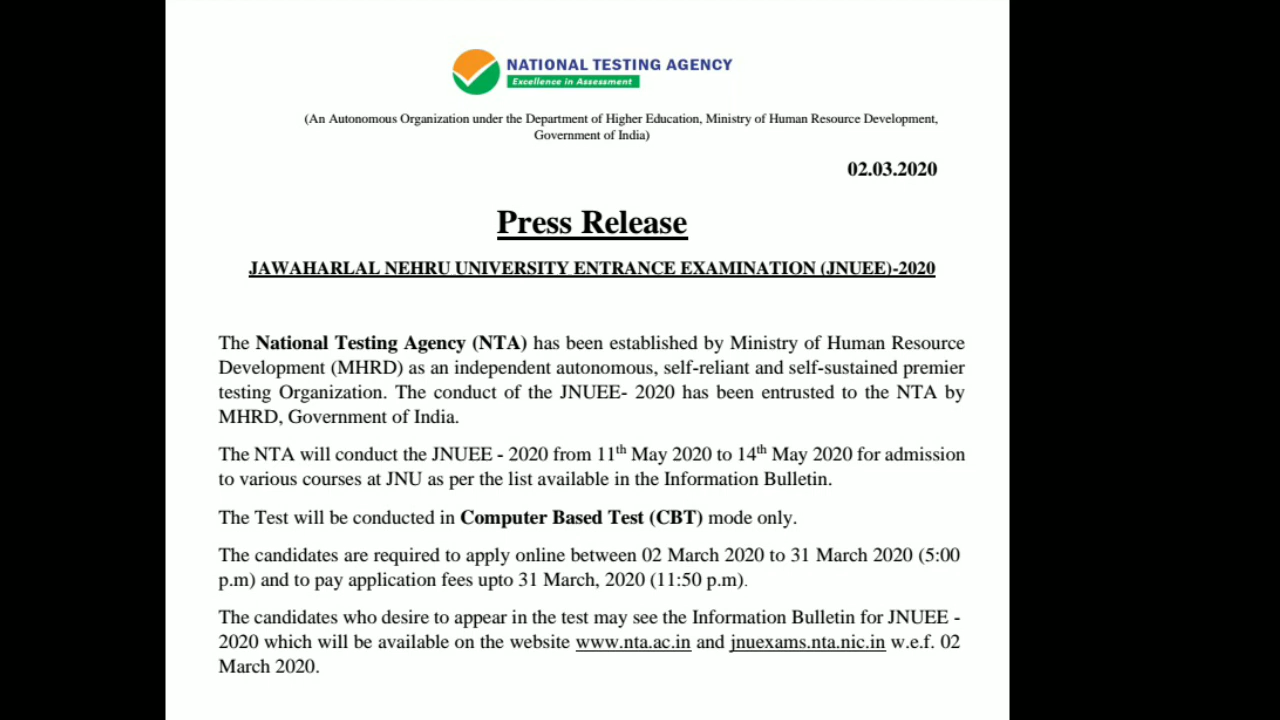 NATIONAL TESTING AGENCY
Excellence in Assessment
(An Autonomous Organization under the Department of Higher Education, Ministry of Human Resource Development,
Government of India)
02.03.2020
Press Release
JAWAHARLAL NEHRU UNIVERSITY ENTRANCE EXAMINATION (JNUEE)-2020
The National Testing Agency (NTA) has been established by Ministry of Human Resource
Development (MHRD) as an independent autonomous, self-reliant and self-sustained premier
testing Organization. The conduct of the JNUEE- 2020 has been entrusted to the NTA by
MHRD, Government of India.
The NTA will conduct the JNUEE - 2020 from 11th May 2020 to 14th May 2020 for admission
to various courses at JNU as per the list available in the Information Bulletin.
The Test will be conducted in Computer Based Test (CBT) mode only.
The candidates are required to apply online between 02 March 2020 to 31 March 2020 (5:00
p.m) and to pay application fees upto 31 March, 2020 (11:50 p.m).
The candidates who desire to appear in the test may see the Information Bulletin for JNUEE -
2020 which will be available on the website www.nta.ac.in and jnuexams.nta.nic.in w.e.f. 02
March 2020.